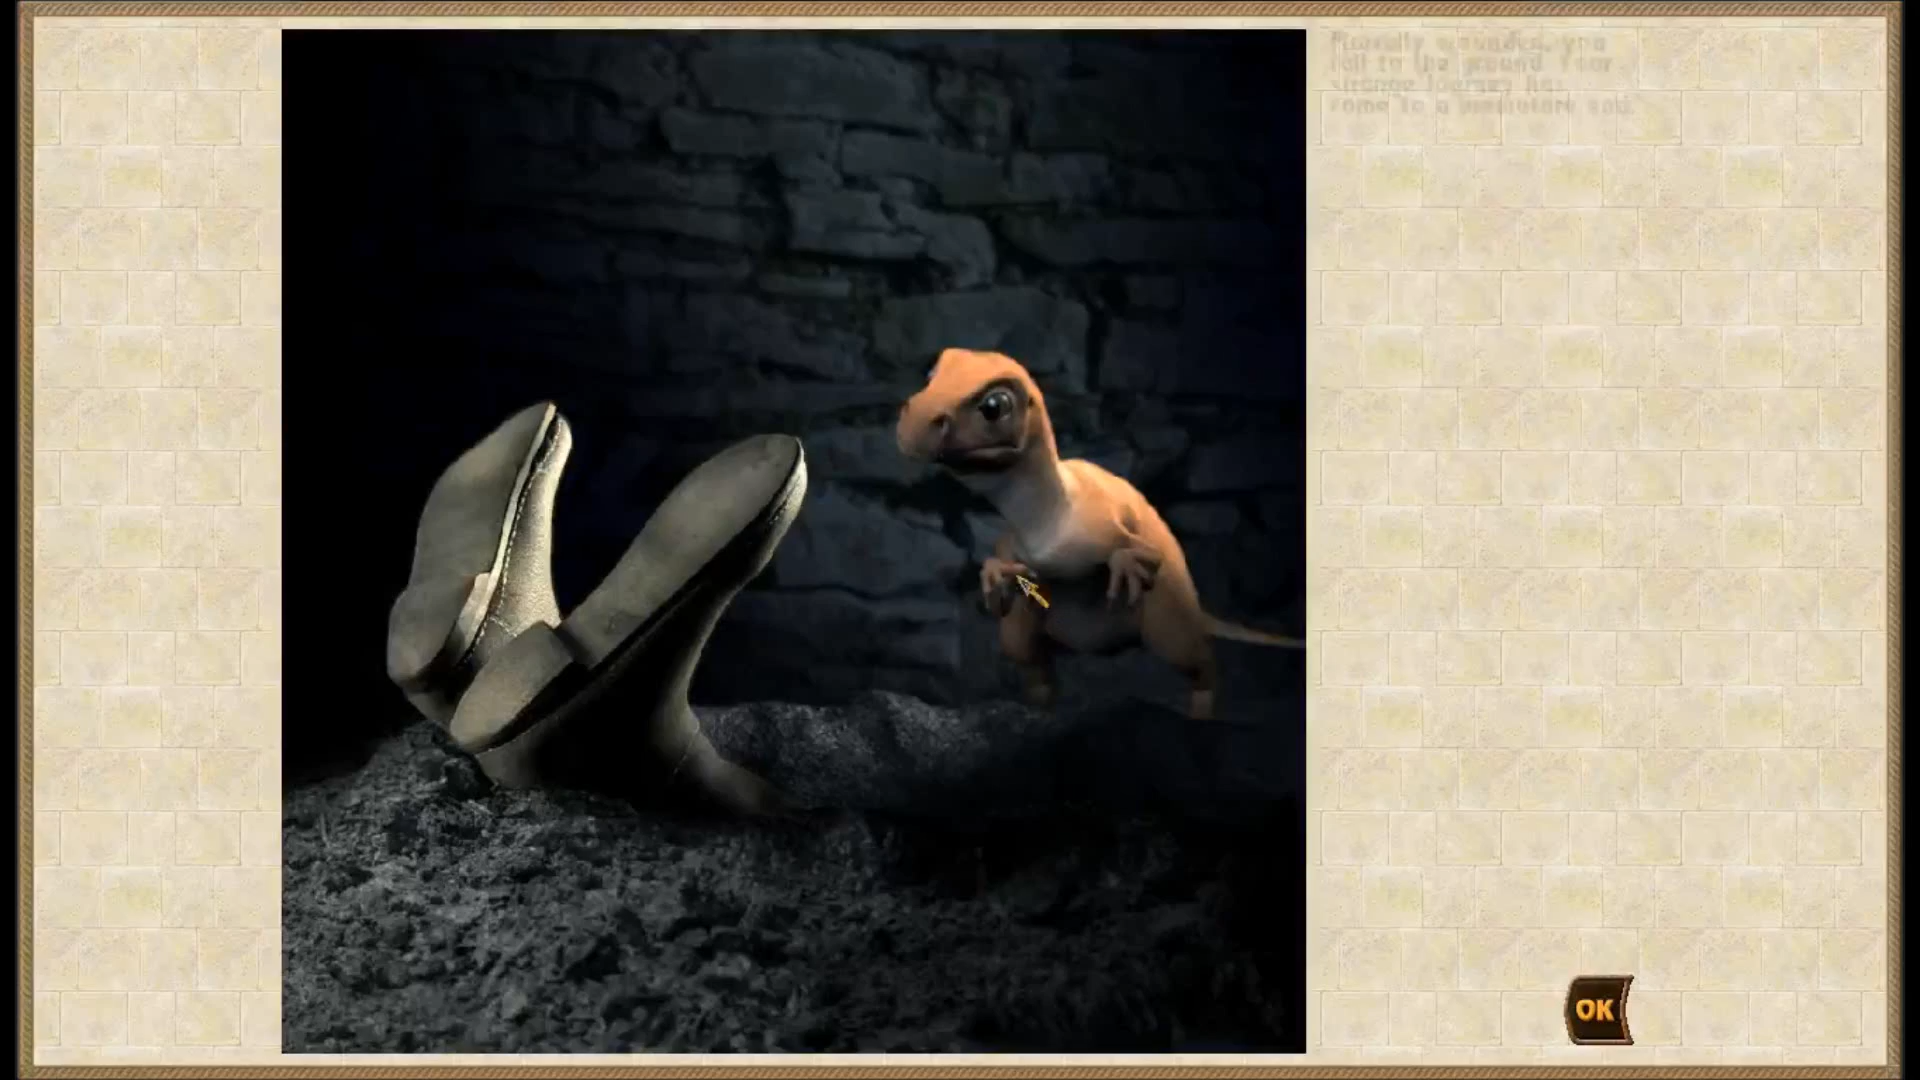 Mortally wounded, you
fall to the ground. Your
strange journey has
come to a premature end.
OK